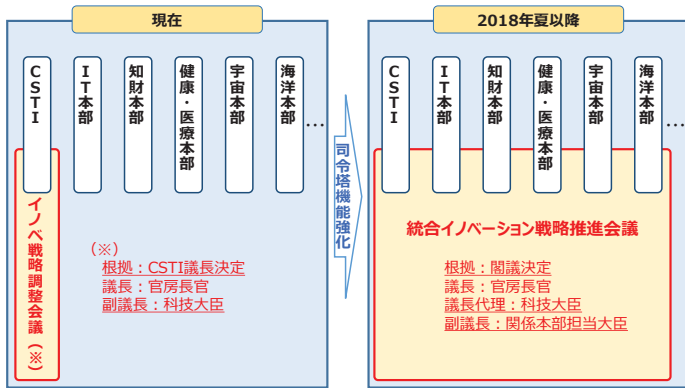 現在
CSTI
IT本部
知財本部
健康・医療本部
宇宙本部
海洋本部
…
イノベ戦略調整会議(※)
(※)
根拠：CSTI議長決定
議長：官房長官
副議長：科技大臣
司令塔機能強化
2018年夏以降
CSTI
IT本部
知財本部
健康・医療本部
宇宙本部
海洋本部
…
統合イノベーション戦略推進会議
根拠：閣議決定
議長：官房長官
議長代理：科技大臣
副議長：関係本部担当大臣